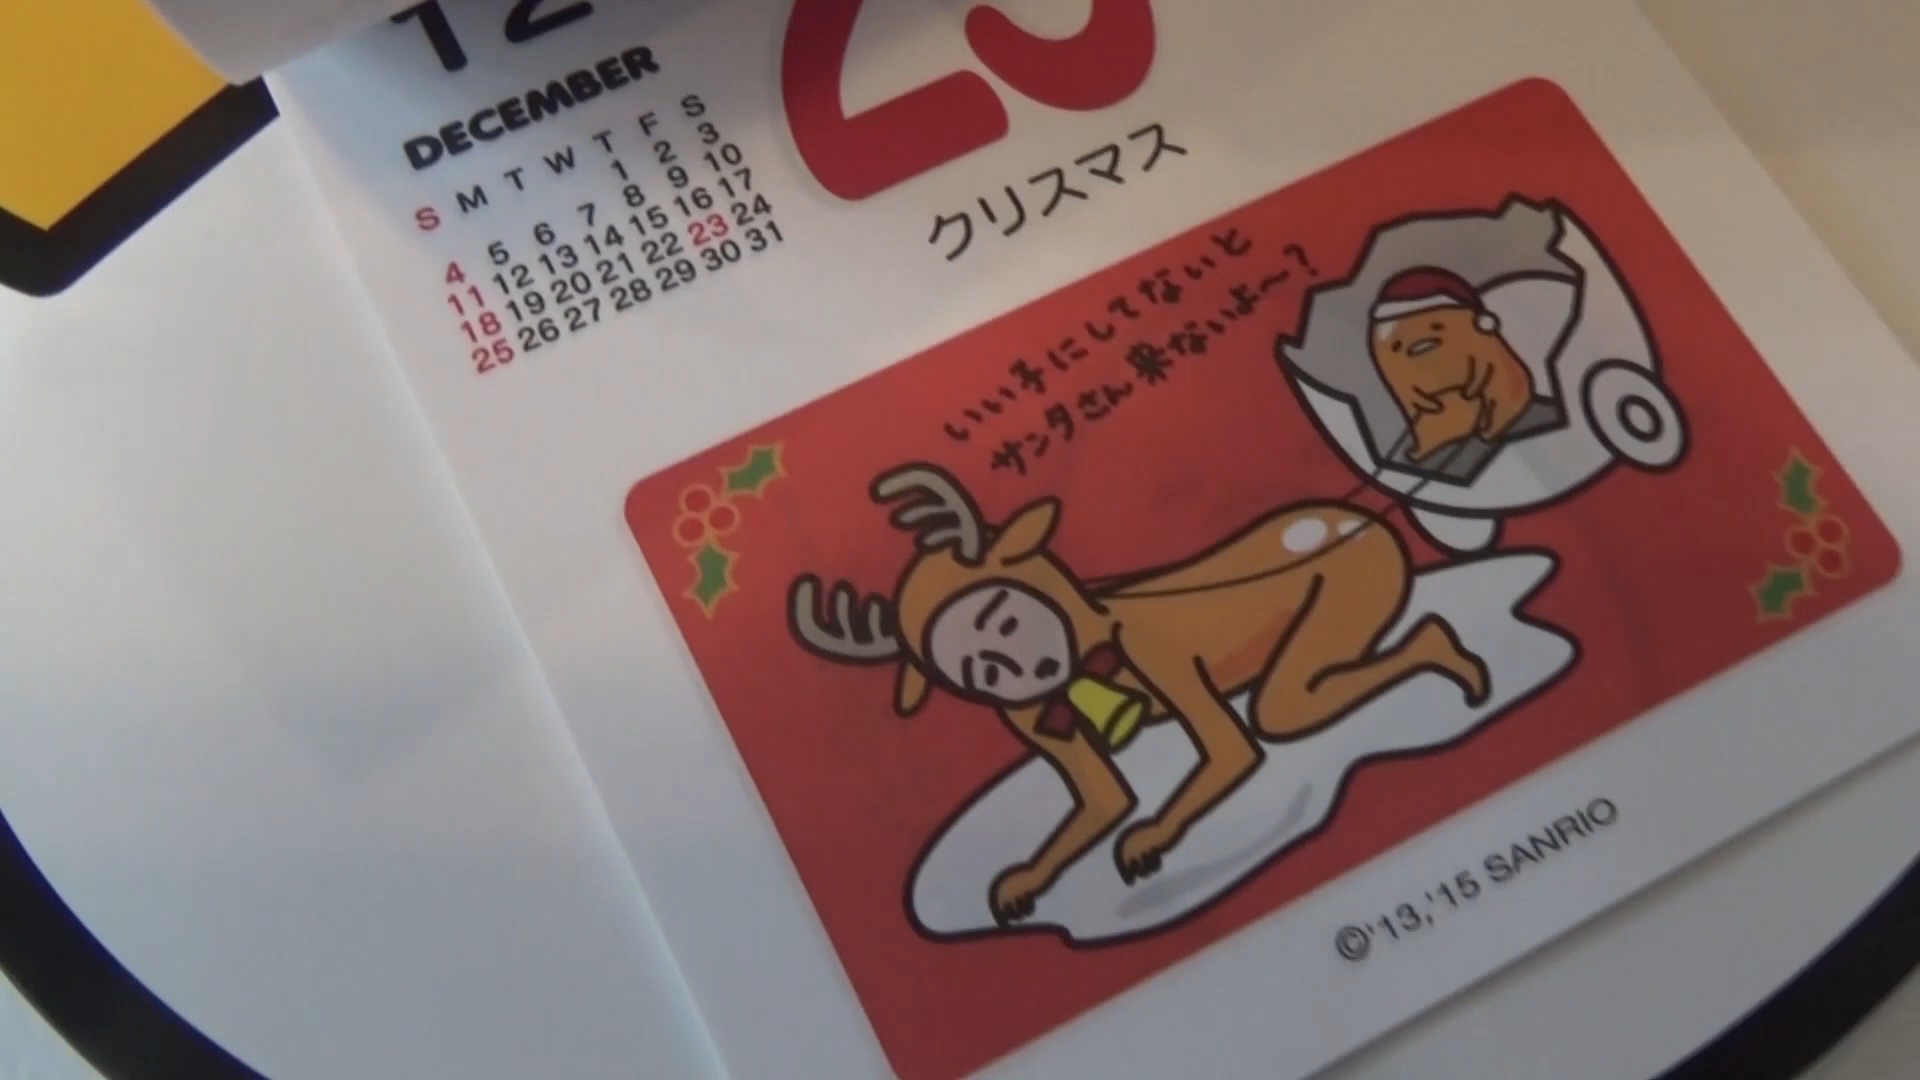 12
DECEMBER
S M T W T F S
1 2 3
4 5 6 7 8 9 10
11 12 13 14 15 16 17
18 19 20 21 22 23 24
25 26 27 28 29 30 31
クリスマス
いい子にしてないと
サンタさん来ないよ〜?
©'13,'15 SANRIO